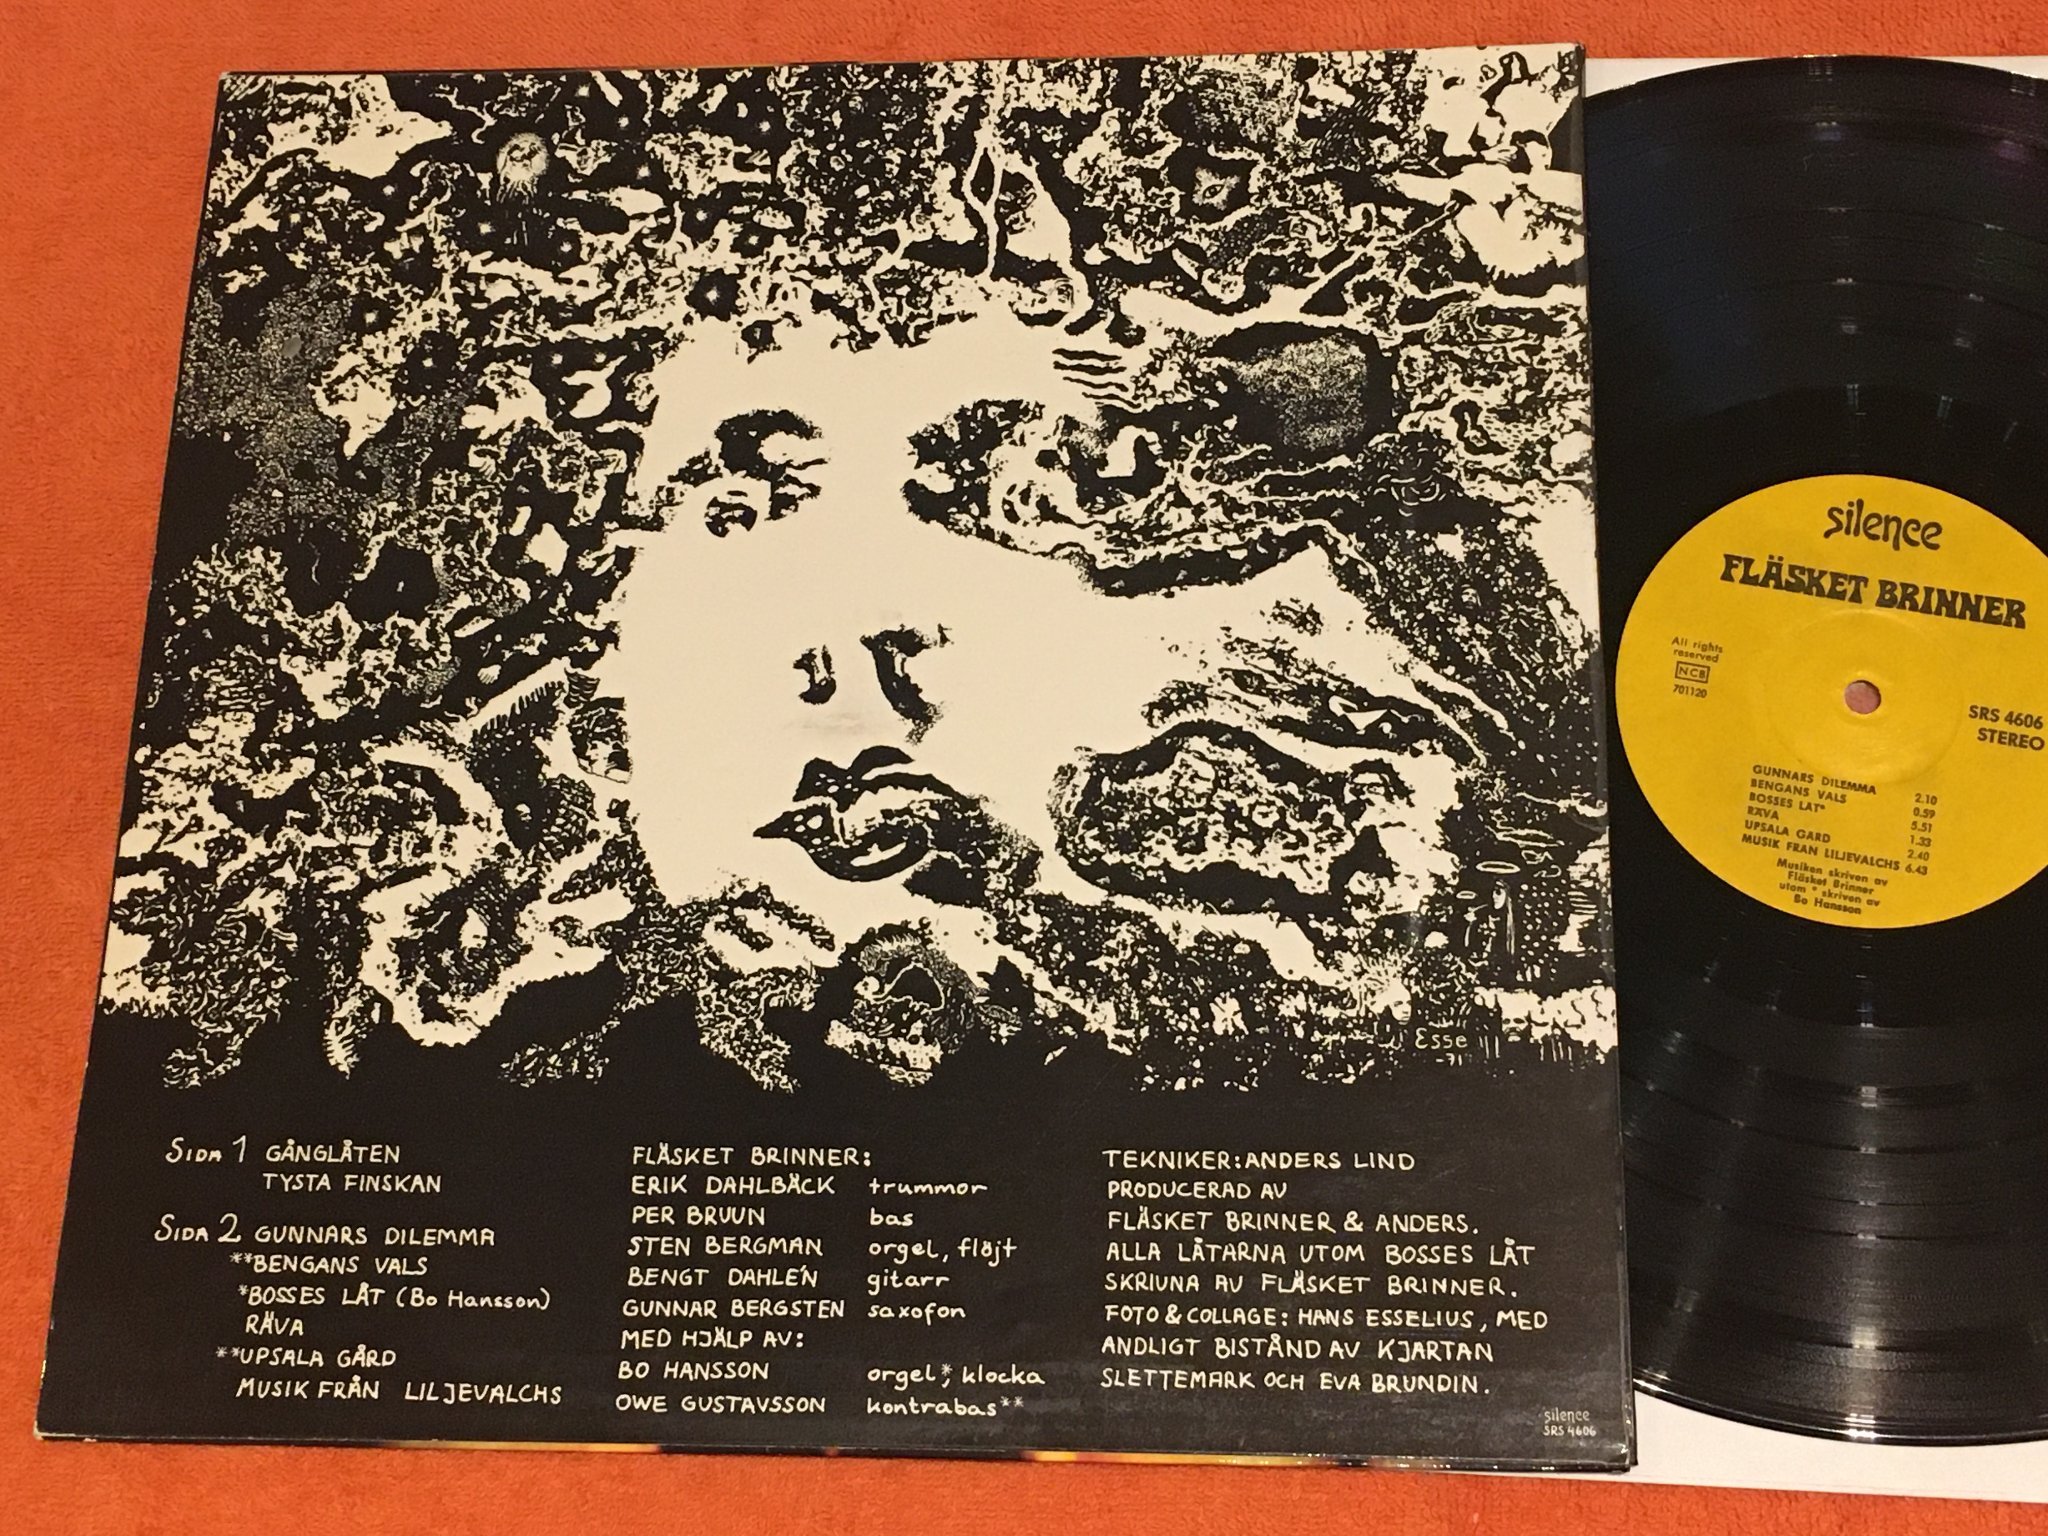 Esse
-71
SIDA 1 GÅNGLÅTEN
TYSTA FINSKAN
SIDA 2 GUNNARS DILEMMA
**BENGANS VALS
*BOSSES LÅT (Bo Hansson)
RÄVA
**UPSALA GÅRD
MUSIK FRÅN LILJEVALCHS
FLÄSKET BRINNER:
ERIK DAHLBÄCK trummor
PER BRUUN bas
STEN BERGMAN orgel, flöjt
BENGT DAHLÉN gitarr
GUNNAR BERGSTEN saxofon
MED HJÄLP AV:
BO HANSSON orgel*, klocka
OWE GUSTAVSSON kontrabas**
TEKNIKER: ANDERS LIND
PRODUCERAD AV
FLÄSKET BRINNER & ANDERS.
ALLA LÅTARNA UTOM BOSSES LÅT
SKRIVNA AV FLÄSKET BRINNER.
FOTO & COLLAGE: HANS ESSELIUS, MED
ANDLIGT BISTÅND AV KJARTAN
SLETTEMARK OCH EVA BRUNDIN.
silence
SRS 4606
silence
FLÄSKET BRINNER
All rights
reserved
NCB
701120
SRS 4606
STEREO
GUNNARS DILEMMA 2.10
BENGANS VALS 0.59
BOSSES LAT* 5.51
RÄVA 1.33
UPSALA GARD 2.40
MUSIK FRAN LILJEVALCHS 6.43
Musiken skriven av
Fläsket Brinner
utom * skriven av
Bo Hansson